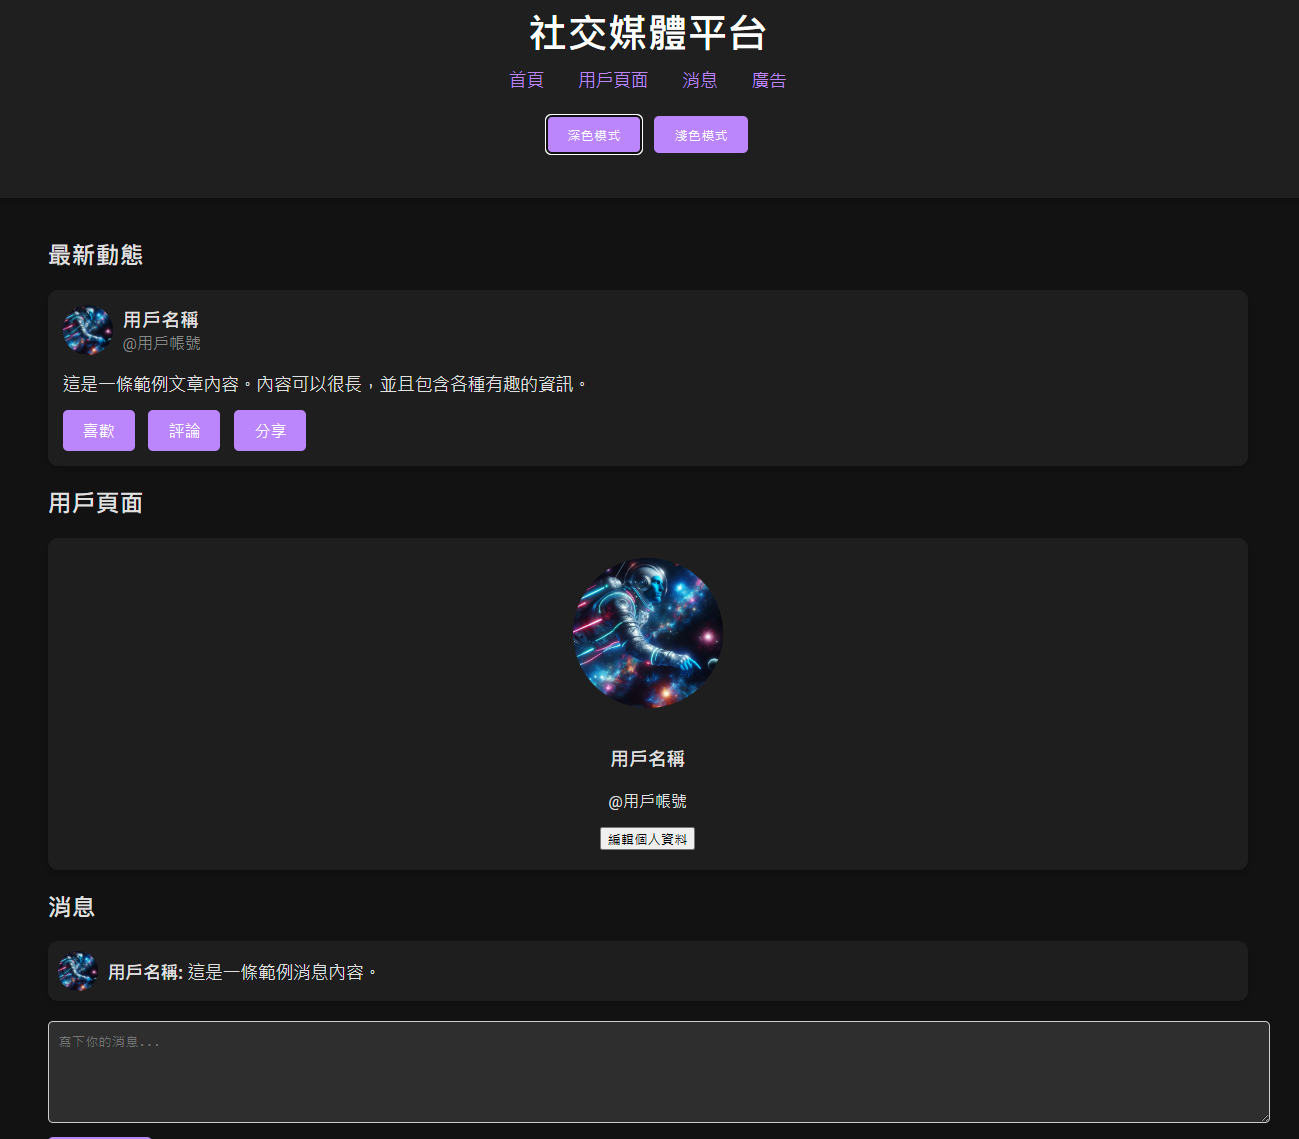 社交媒體平台
首頁 用戶頁面 消息 廣告
深色模式 淺色模式
最新動態
用戶名稱
@用戶帳號
這是一條範例文章內容。內容可以很長，並且包含各種有趣的資訊。
喜歡 評論 分享
用戶頁面
用戶名稱
@用戶帳號
編輯個人資料
消息
用戶名稱: 這是一條範例消息內容。
寫下你的消息...